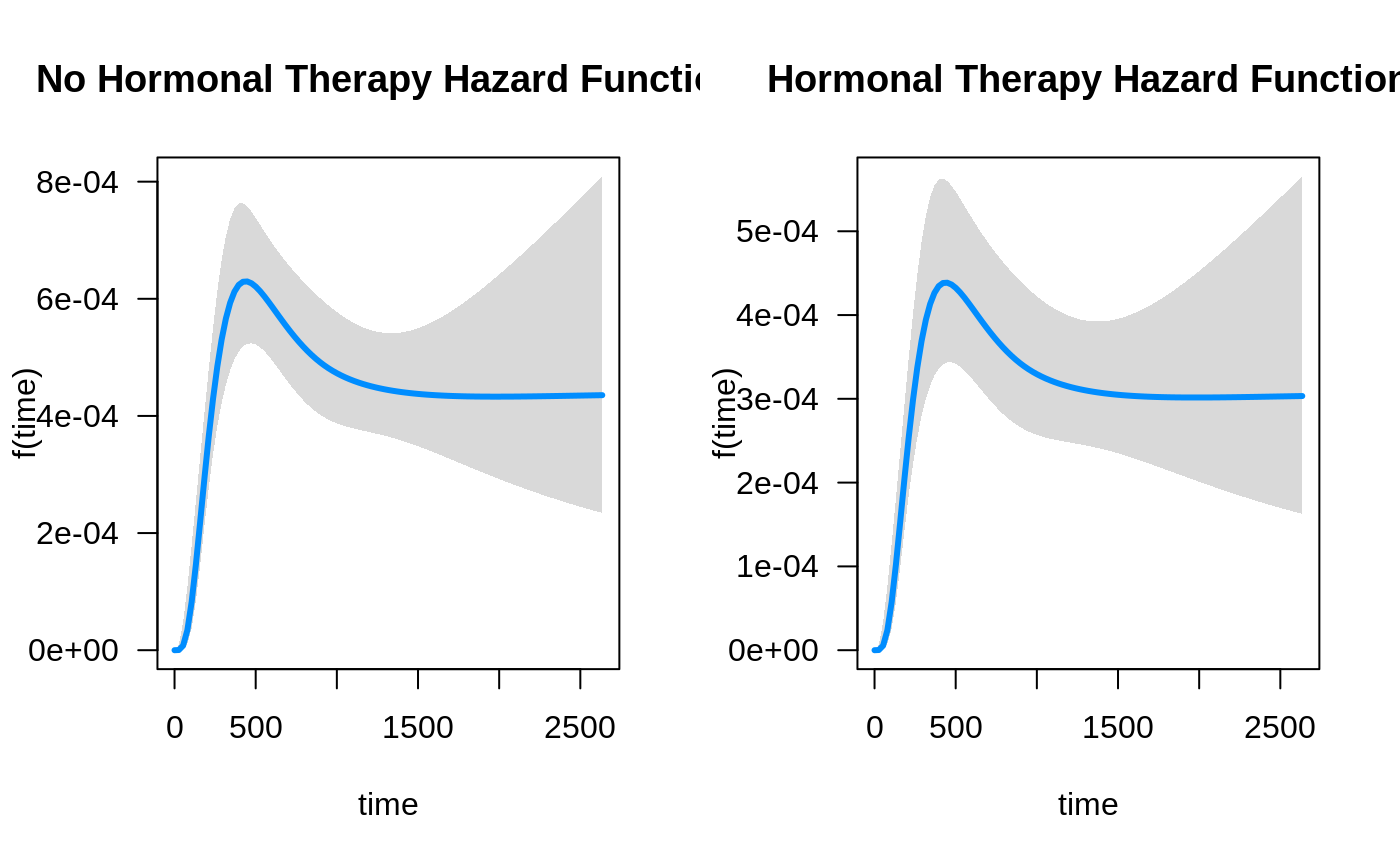 No Hormonal Therapy Hazard Functi
8e-04
6e-04
4e-04
2e-04
0e+00
f(time)
0 500 1500 2500
time
Hormonal Therapy Hazard Function
5e-04
4e-04
3e-04
2e-04
1e-04
0e+00
f(time)
0 500 1500 2500
time